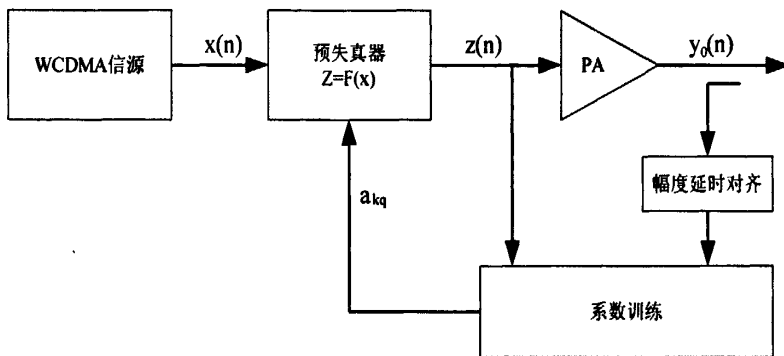 WCDMA信源
x(n)
预失真器
Z=F(x)
z(n)
PA
y₀(n)
幅度延时对齐
a_kq
系数训练